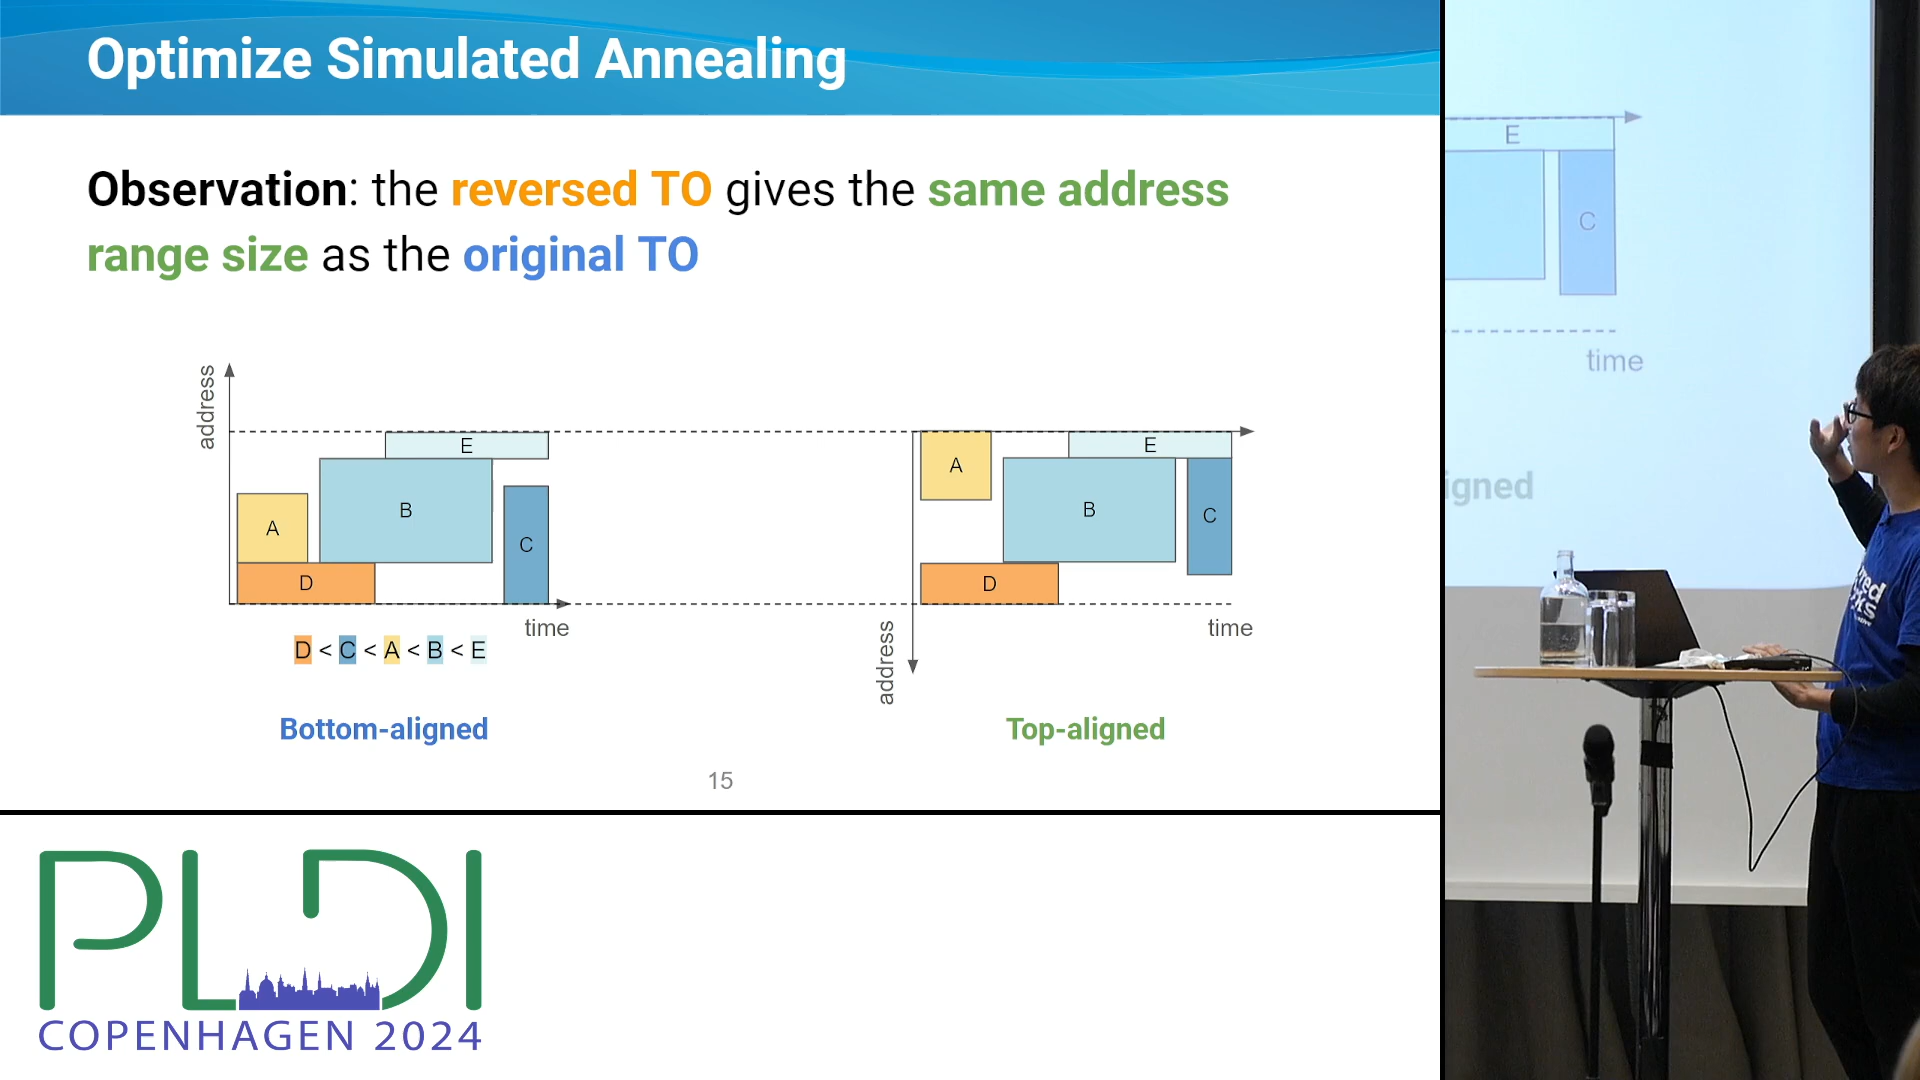 Optimize Simulated Annealing
Observation: the reversed TO gives the same address
range size as the original TO
address
E
B
A
C
D
time
D < C < A < B < E
Bottom-aligned
A
E
B
C
D
time
address
Top-aligned
15
E
C
time
igned
PLDI
COPENHAGEN 2024